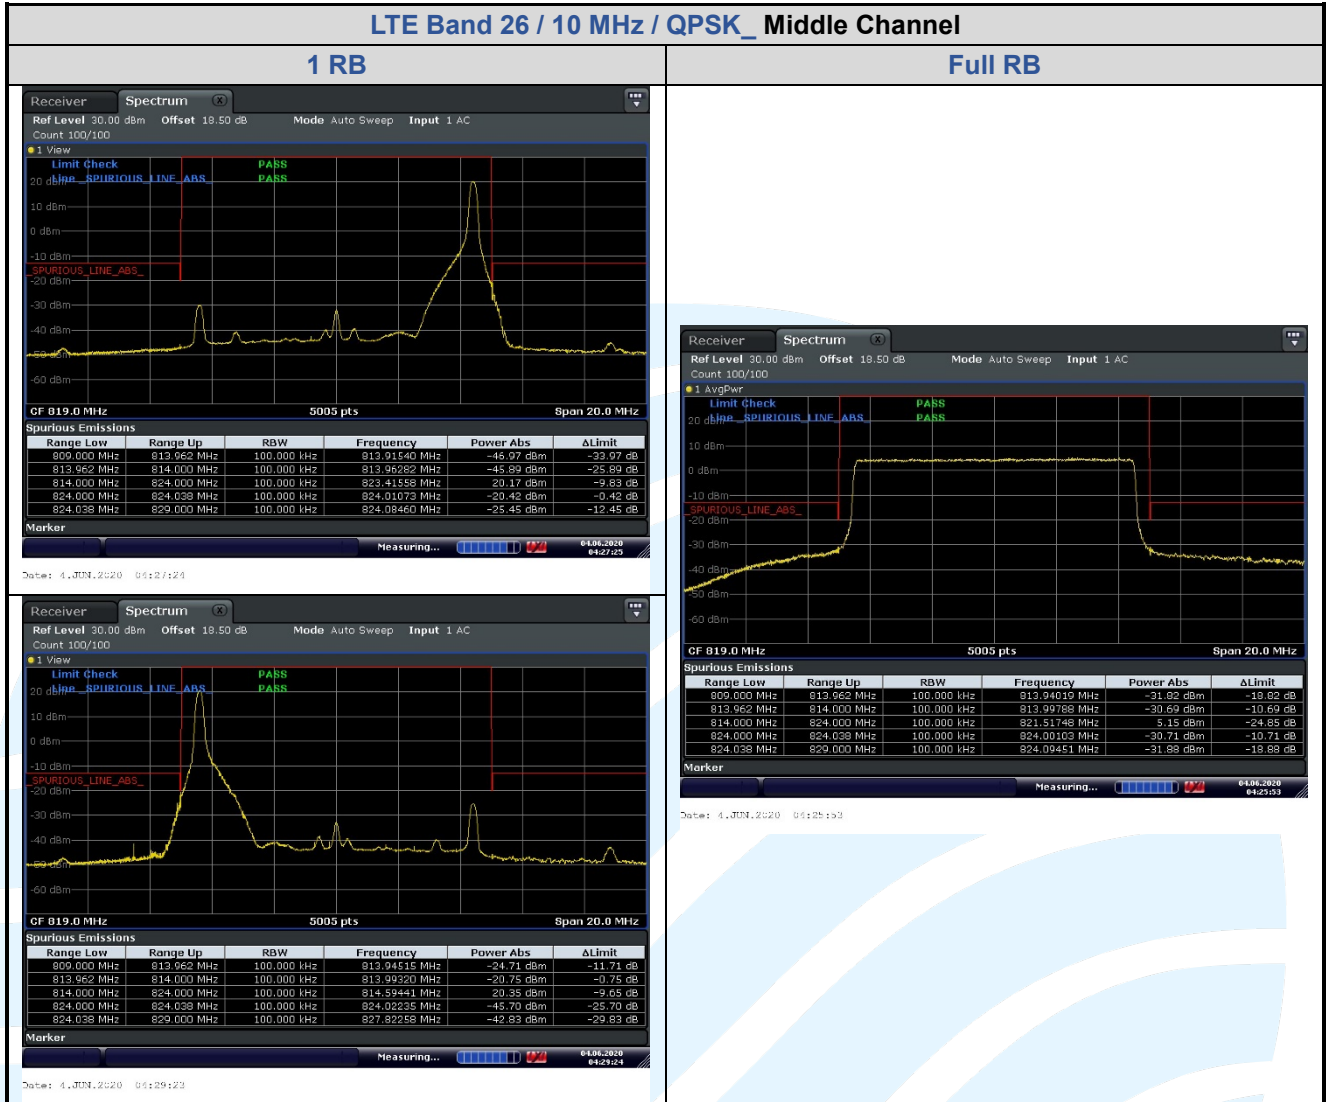 LTE Band 26 / 10 MHz / QPSK_ Middle Channel
1 RB
Full RB
Receiver Spectrum
Ref Level 30.00 dBm Offset 18.50 dB Mode Auto Sweep Input 1 AC
Count 100/100
1 View
Limit Check PASS
Line _SPURIOUS_LINE_ABS_ PASS
20 dBm
10 dBm
0 dBm
-10 dBm
_SPURIOUS_LINE_ABS_
-20 dBm
-30 dBm
-40 dBm
-50 dBm
-60 dBm
CF 819.0 MHz 5005 pts Span 20.0 MHz
Spurious Emissions
Range Low Range Up RBW Frequency Power Abs ΔLimit
809.000 MHz 813.962 MHz 100.000 kHz 813.91540 MHz -46.97 dBm -33.97 dB
813.962 MHz 814.000 MHz 100.000 kHz 813.96282 MHz -45.89 dBm -25.89 dB
814.000 MHz 824.000 MHz 100.000 kHz 823.41558 MHz 20.17 dBm -9.83 dB
824.000 MHz 824.038 MHz 100.000 kHz 824.01073 MHz -20.42 dBm -0.42 dB
824.038 MHz 829.000 MHz 100.000 kHz 824.08460 MHz -25.45 dBm -12.45 dB
Marker
Measuring... 04.06.2020
04:27:25
Date: 4.JUN.2020 04:27:24
Receiver Spectrum
Ref Level 30.00 dBm Offset 18.50 dB Mode Auto Sweep Input 1 AC
Count 100/100
1 View
Limit Check PASS
Line _SPURIOUS_LINE_ABS_ PASS
20 dBm
10 dBm
0 dBm
-10 dBm
_SPURIOUS_LINE_ABS_
-20 dBm
-30 dBm
-40 dBm
-50 dBm
-60 dBm
CF 819.0 MHz 5005 pts Span 20.0 MHz
Spurious Emissions
Range Low Range Up RBW Frequency Power Abs ΔLimit
809.000 MHz 813.962 MHz 100.000 kHz 813.94515 MHz -24.71 dBm -11.71 dB
813.962 MHz 814.000 MHz 100.000 kHz 813.99320 MHz -20.75 dBm -0.75 dB
814.000 MHz 824.000 MHz 100.000 kHz 814.59441 MHz 20.35 dBm -9.65 dB
824.000 MHz 824.038 MHz 100.000 kHz 824.02235 MHz -45.70 dBm -25.70 dB
824.038 MHz 829.000 MHz 100.000 kHz 827.82258 MHz -42.83 dBm -29.83 dB
Marker
Measuring... 04.06.2020
04:29:24
Date: 4.JUN.2020 04:29:23
Receiver Spectrum
Ref Level 30.00 dBm Offset 18.50 dB Mode Auto Sweep Input 1 AC
Count 100/100
1 AvgPwr
Limit Check PASS
Line _SPURIOUS_LINE_ABS_ PASS
20 dBm
10 dBm
0 dBm
-10 dBm
_SPURIOUS_LINE_ABS_
-20 dBm
-30 dBm
-40 dBm
-50 dBm
-60 dBm
CF 819.0 MHz 5005 pts Span 20.0 MHz
Spurious Emissions
Range Low Range Up RBW Frequency Power Abs ΔLimit
809.000 MHz 813.962 MHz 100.000 kHz 813.94019 MHz -31.82 dBm -18.82 dB
813.962 MHz 814.000 MHz 100.000 kHz 813.99788 MHz -30.69 dBm -10.69 dB
814.000 MHz 824.000 MHz 100.000 kHz 821.51748 MHz 5.15 dBm -24.85 dB
824.000 MHz 824.038 MHz 100.000 kHz 824.00103 MHz -30.71 dBm -10.71 dB
824.038 MHz 829.000 MHz 100.000 kHz 824.09451 MHz -31.88 dBm -18.88 dB
Marker
Measuring... 04.06.2020
04:25:53
Date: 4.JUN.2020 04:25:53